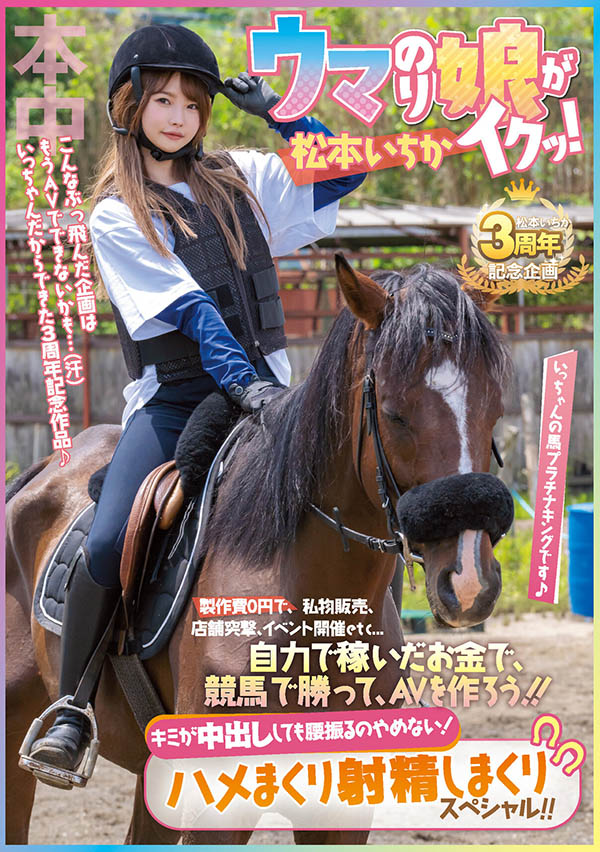 本中
ウマのり娘が
イクッ!
松本いちか
松本いちか
3周年
記念企画
こんなぶっ飛んだ企画は
もうAVでできないかも…(汗)
いっちゃんだからできた3周年記念作品♪
いっちゃんの馬プラチナキングです♪
製作費0円で、私物販売、
店舗突撃、イベント開催etc...
自力で稼いだお金で、
競馬で勝って、AVを作ろう!!
キミが中出ししても腰振るのやめない!
ハメまくり射精しまくり
スペシャル!!